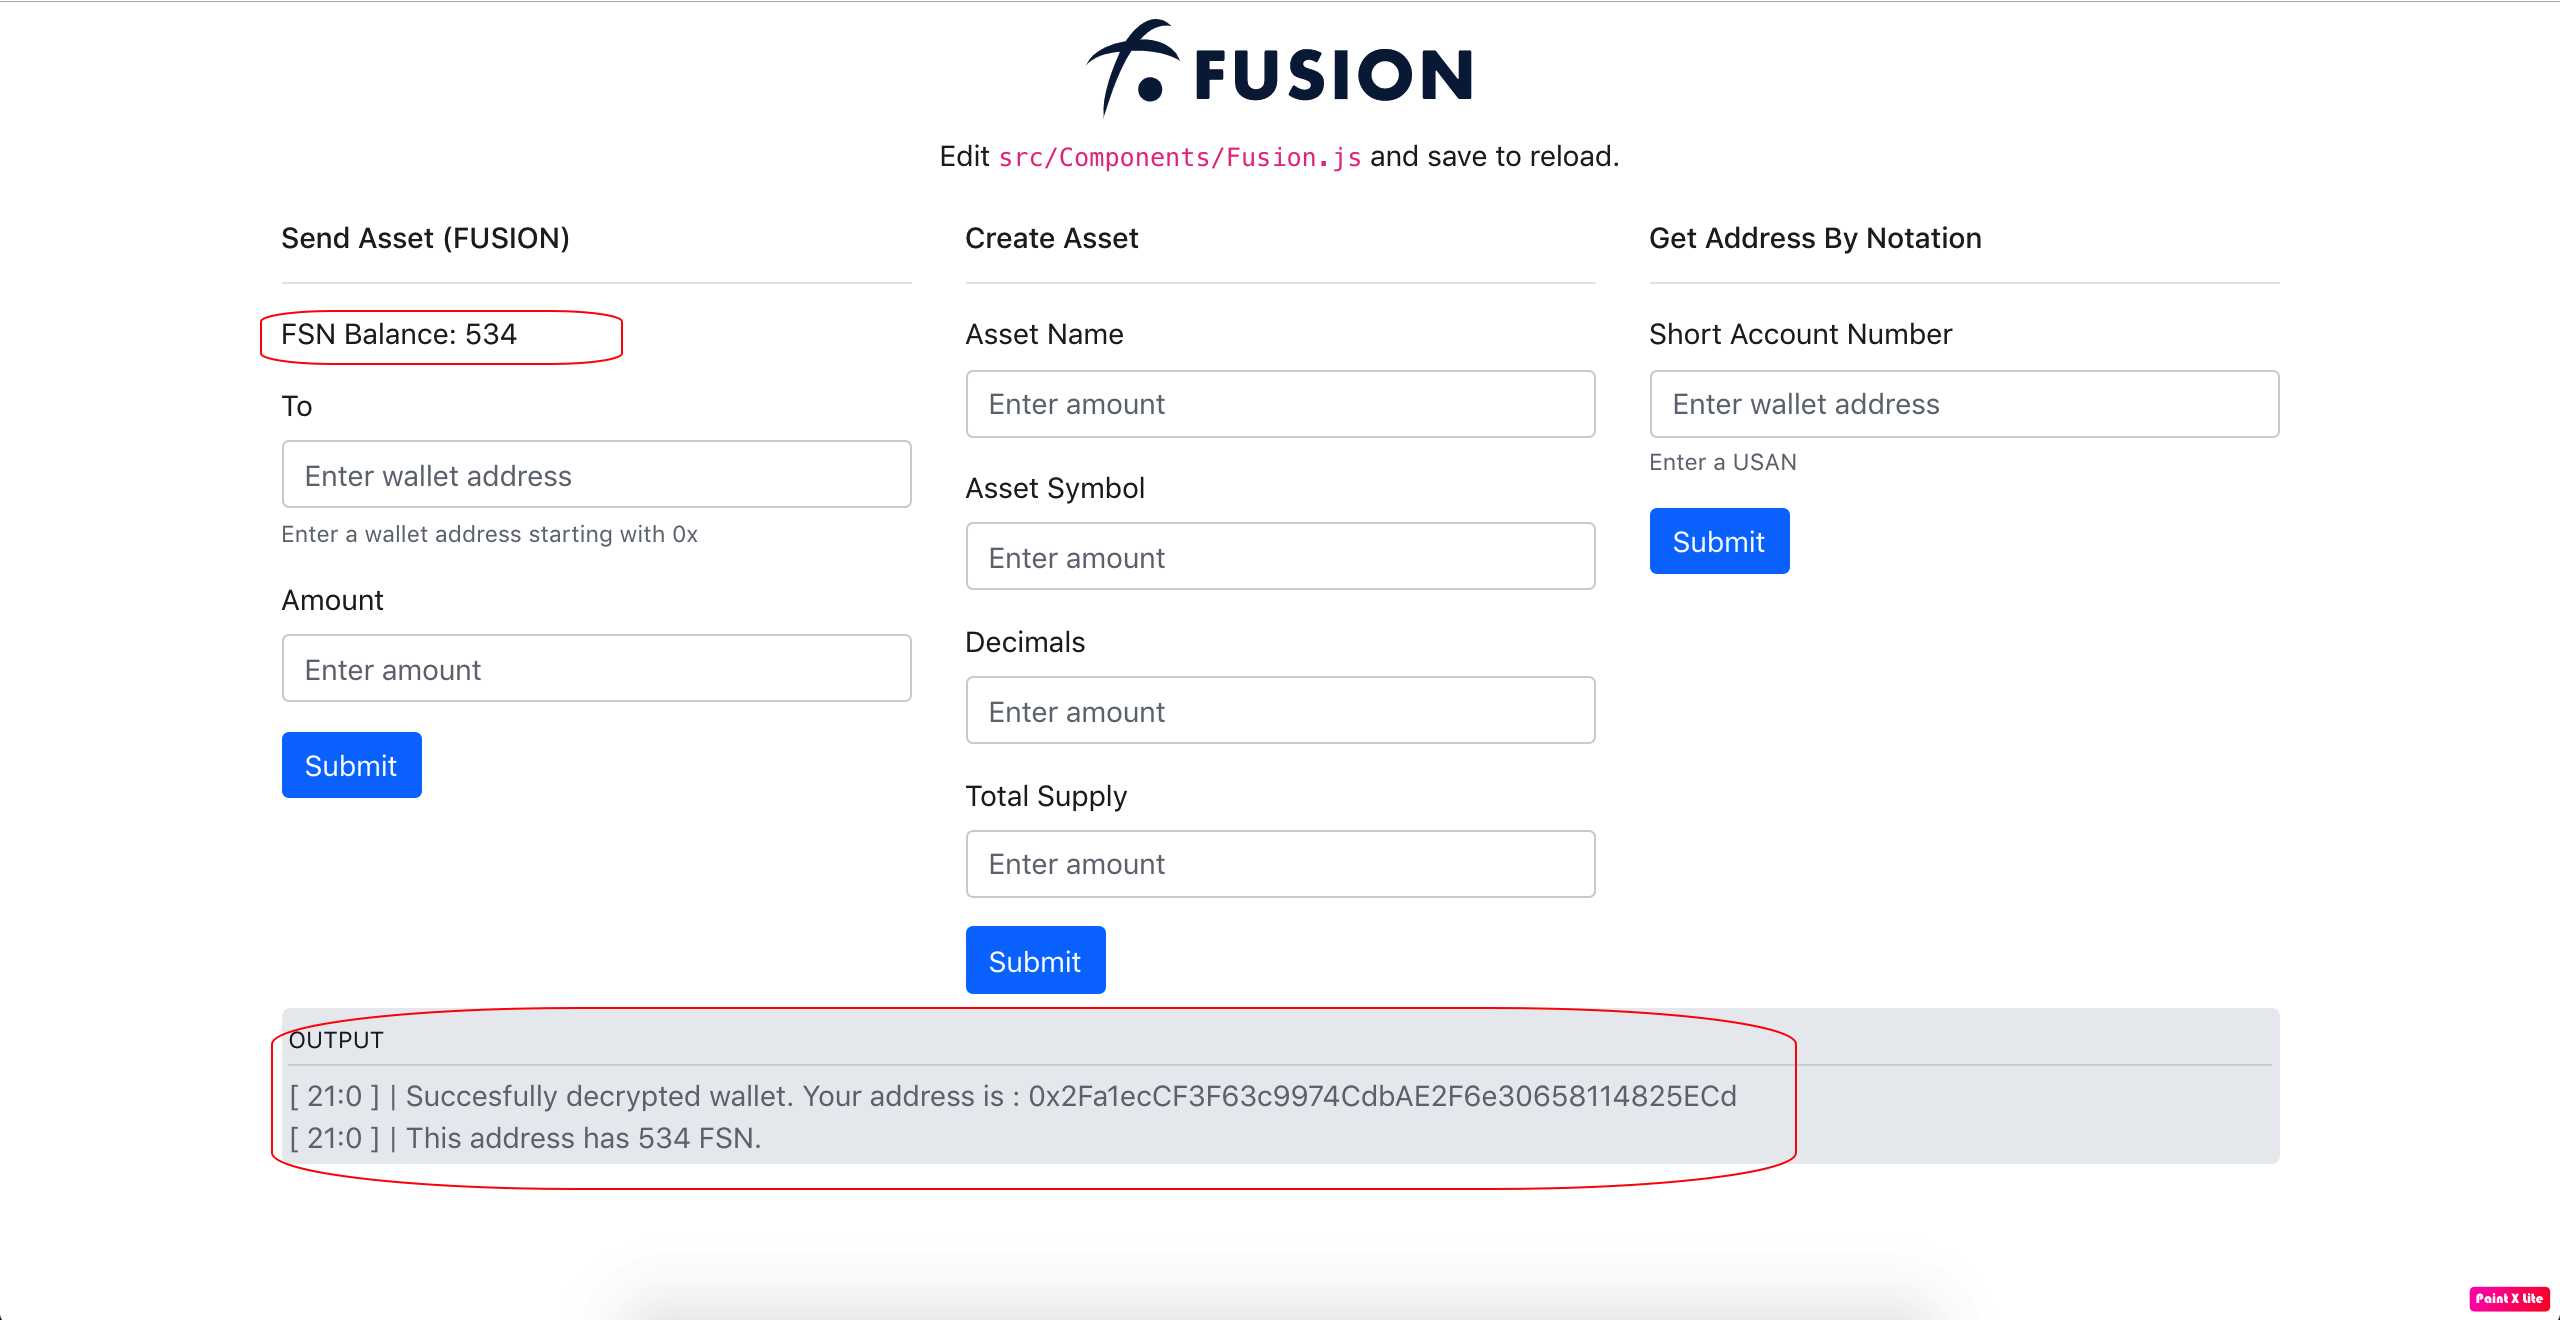 FUSION
Edit src/Components/Fusion.js and save to reload.
Send Asset (FUSION)
FSN Balance: 534
To
Enter wallet address
Enter a wallet address starting with 0x
Amount
Enter amount
Submit
Create Asset
Asset Name
Enter amount
Asset Symbol
Enter amount
Decimals
Enter amount
Total Supply
Enter amount
Submit
Get Address By Notation
Short Account Number
Enter wallet address
Enter a USAN
Submit
OUTPUT
[ 21:0 ] | Succesfully decrypted wallet. Your address is : 0x2Fa1ecCF3F63c9974CdbAE2F6e30658114825ECd
[ 21:0 ] | This address has 534 FSN.
Paint X Lite